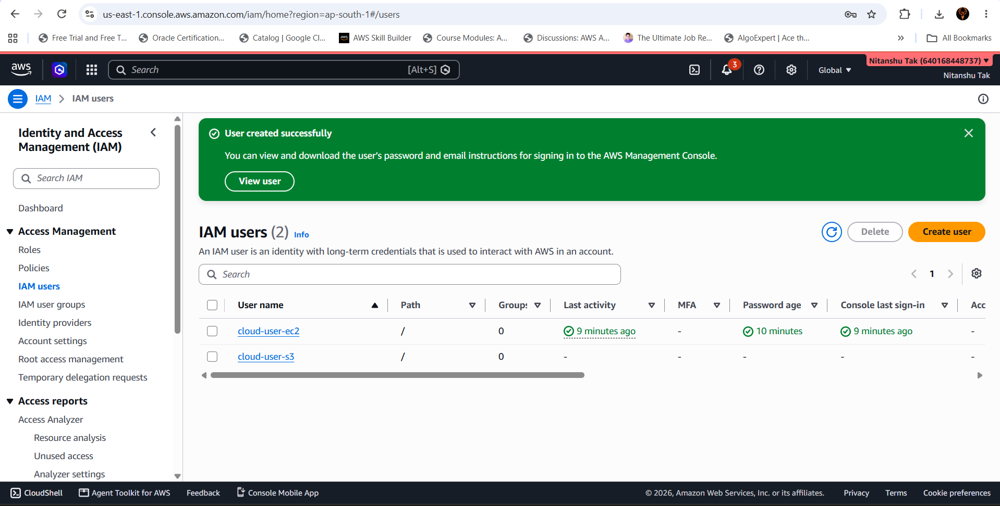 us-east-1.console.aws.amazon.com/iam/home?region=ap-south-1#/users
Free Trial and Free T...
Oracle Certification...
Catalog | Google Cl...
aws
AWS Skill Builder
Course Modules: A...
Discussions: AWS A...
The Ultimate Job Re...
AlgoExpert | Ace th...
All Bookmarks
aws
Search
[Alt+S]
3
Global
Nitanshu Tak (640168448737)
Nitanshu Tak
IAM
IAM users
Identity and Access
Management (IAM)
Search IAM
Dashboard
Access Management
Roles
Policies
IAM users
IAM user groups
Identity providers
Account settings
Root access management
Temporary delegation requests
Access reports
Access Analyzer
Resource analysis
Unused access
Analyzer settings
User created successfully
You can view and download the user's password and email instructions for signing in to the AWS Management Console.
View user
IAM users (2) Info
Delete
Create user
An IAM user is an identity with long-term credentials that is used to interact with AWS in an account.
Search
1
User name Path Groups Last activity MFA Password age Console last sign-in Acc
cloud-user-ec2 / 0 9 minutes ago - 10 minutes 9 minutes ago -
cloud-user-s3 / 0 - - - - -
CloudShell
Agent Toolkit for AWS
Feedback
Console Mobile App
© 2026, Amazon Web Services, Inc. or its affiliates.
Privacy
Terms
Cookie preferences